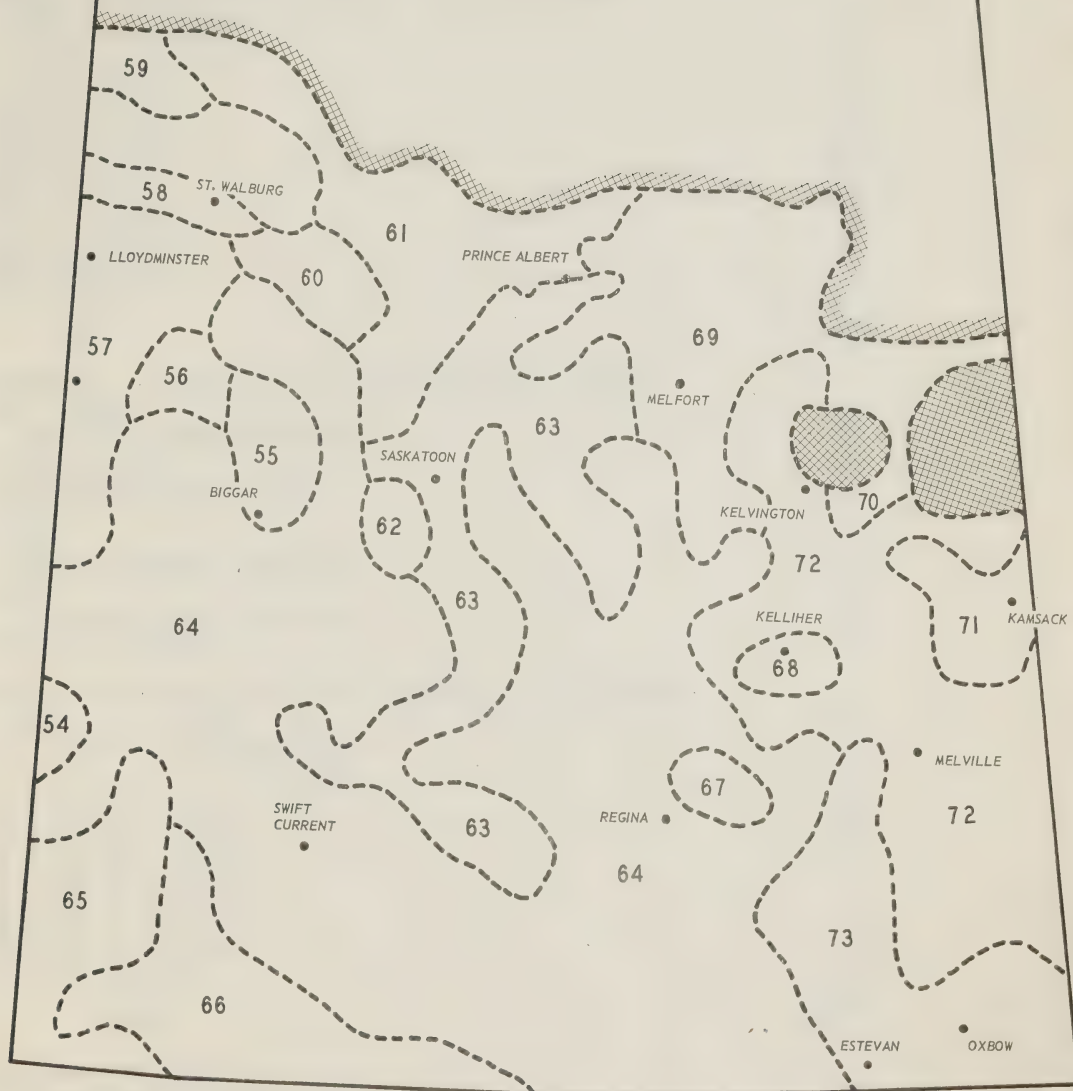 59
58
ST. WALBURG
61
LLOYDMINSTER
60
PRINCE ALBERT
57
56
69
MELFORT
63
55
SASKATOON
BIGGAR
62
KELVINGTON
70
72
63
64
KELLIHER
71
KAMSACK
68
54
MELVILLE
67
SWIFT
CURRENT
63
REGINA
72
64
65
73
66
ESTEVAN
OXBOW